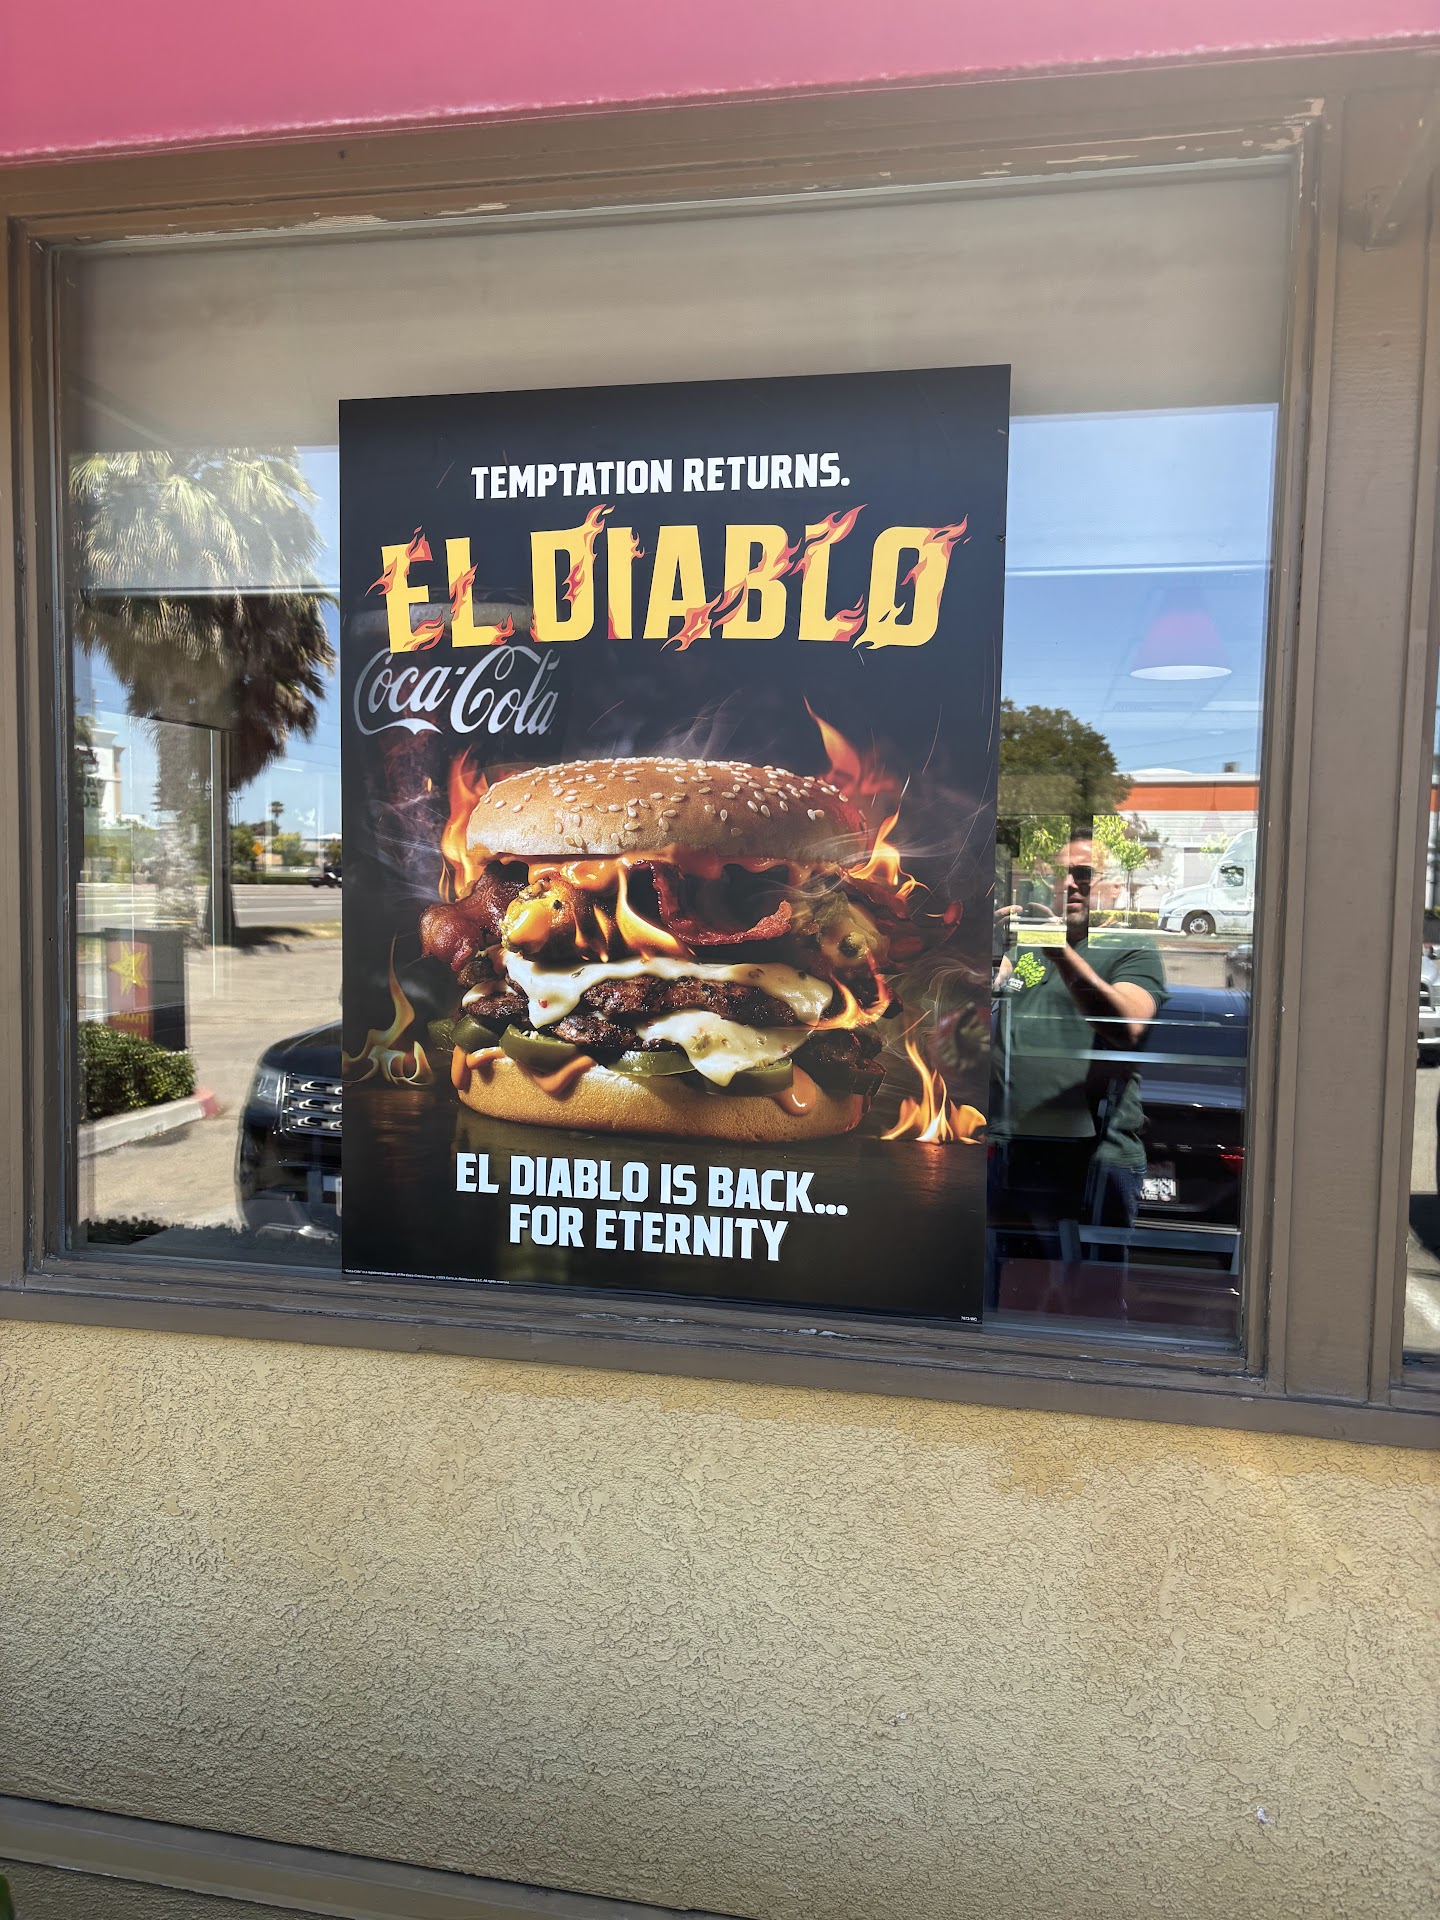 TEMPTATION RETURNS.
EL DIABLO
Coca-Cola
EL DIABLO IS BACK...
FOR ETERNITY